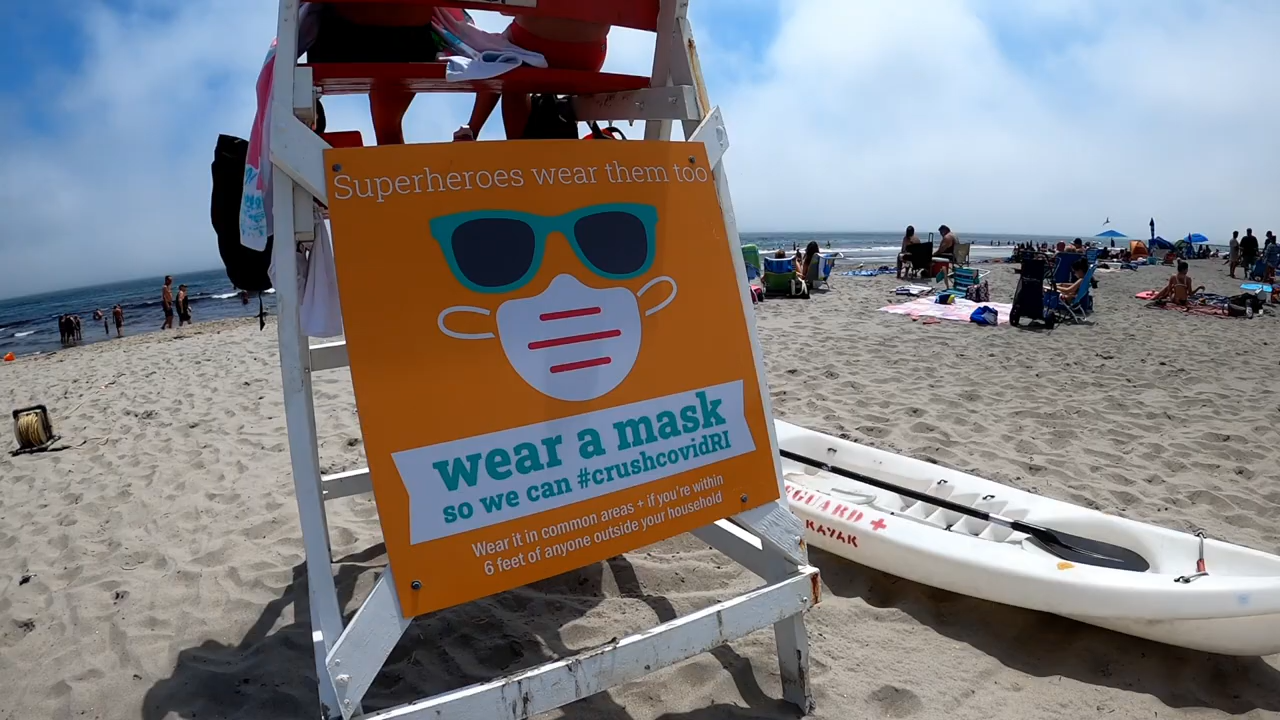 Superheroes wear them too
wear a mask
so we can #crushcovidRI
Wear it in common areas + if you're within
6 feet of anyone outside your household
KAYAK